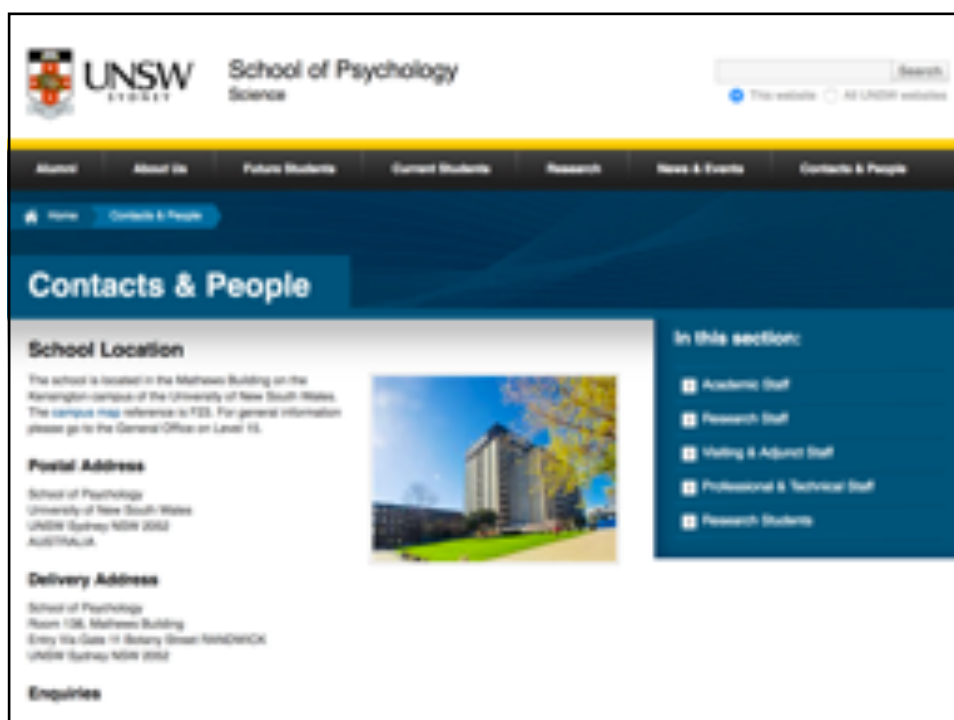 UNSW
SYDNEY
School of Psychology
Science
Search
This website All UNSW websites
Alumni About Us Future Students Current Students Research News & Events Contacts & People
Home Contacts & People
Contacts & People
School Location
The school is located in the Mathews Building on the
Kensington campus of the University of New South Wales.
The campus map reference is F23. For general information
please go to the General Office on Level 10.
Postal Address
School of Psychology
University of New South Wales
UNSW Sydney NSW 2052
AUSTRALIA
Delivery Address
School of Psychology
Room 108, Mathews Building
Entry Via Gate 11 Botany Street RANDWICK
UNSW Sydney NSW 2052
Enquiries
In this section:
Academic Staff
Research Staff
Visiting & Adjunct Staff
Professional & Technical Staff
Research Students